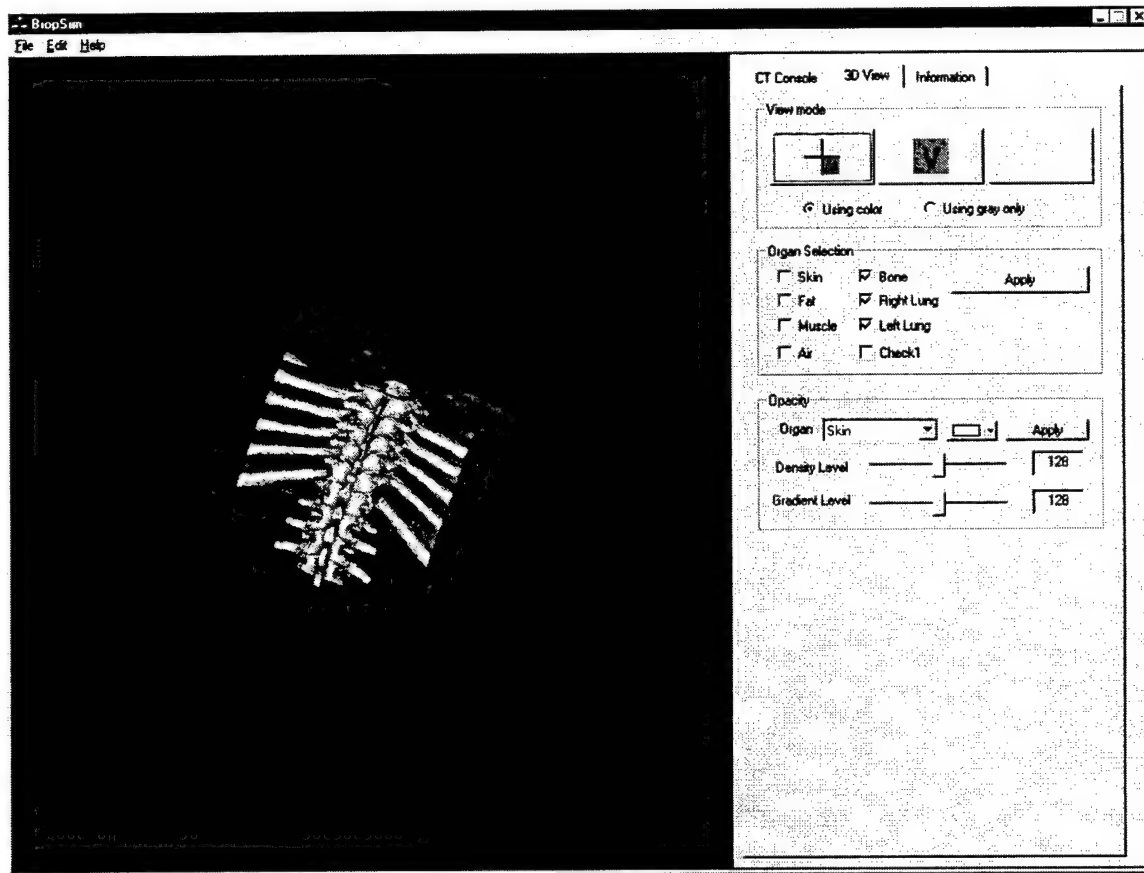 BiopSim
File Edit Help
CT Console 3D View Information
View mode
V
Using color Using gray only
Organ Selection
Skin Bone Apply
Fat Right Lung
Muscle Left Lung
Air Check1
Opacity
Organ Skin Apply
Density Level 128
Gradient Level 128